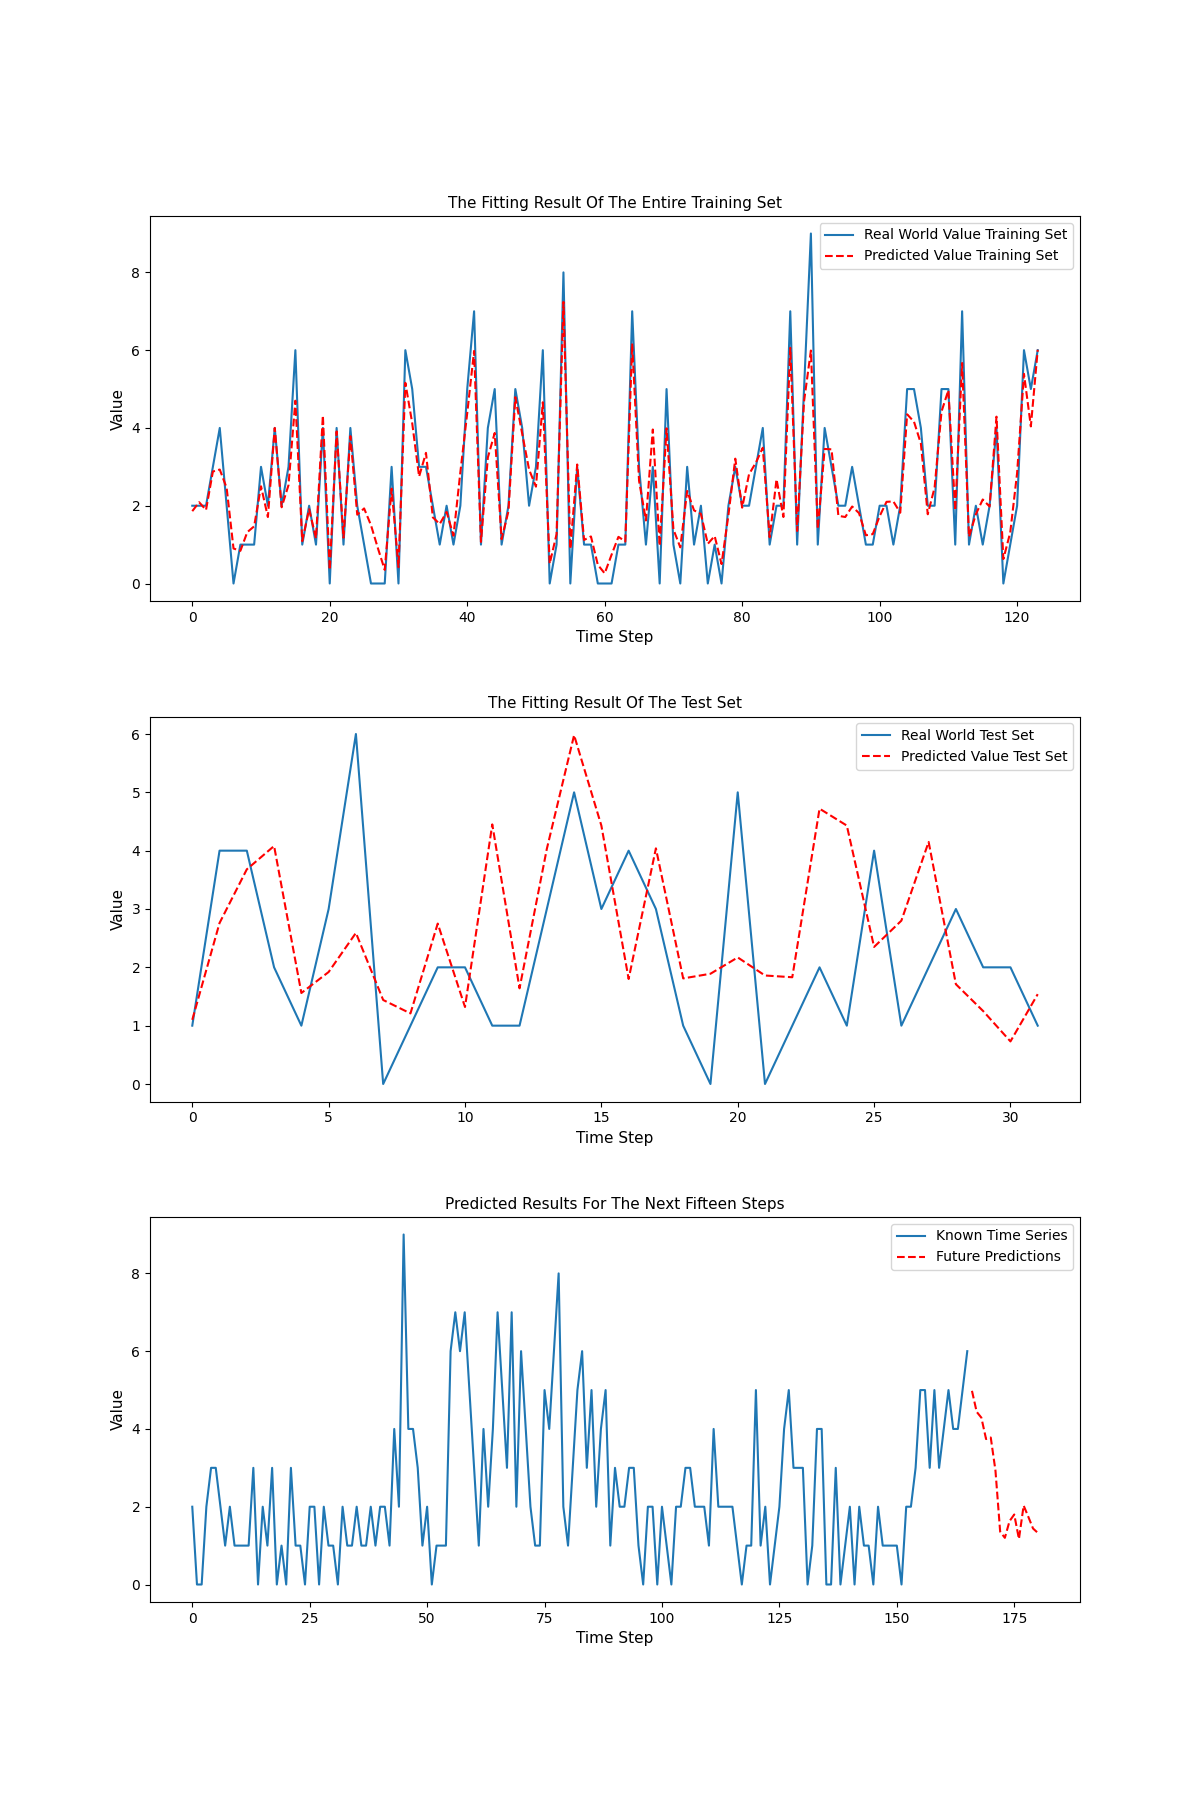 The Fitting Result Of The Entire Training Set
Real World Value Training Set
Predicted Value Training Set
Value
8
6
4
2
0
0 20 40 60 80 100 120
Time Step
The Fitting Result Of The Test Set
Real World Test Set
Predicted Value Test Set
Value
6
5
4
3
2
1
0
0 5 10 15 20 25 30
Time Step
Predicted Results For The Next Fifteen Steps
Known Time Series
Future Predictions
Value
8
6
4
2
0
0 25 50 75 100 125 150 175
Time Step